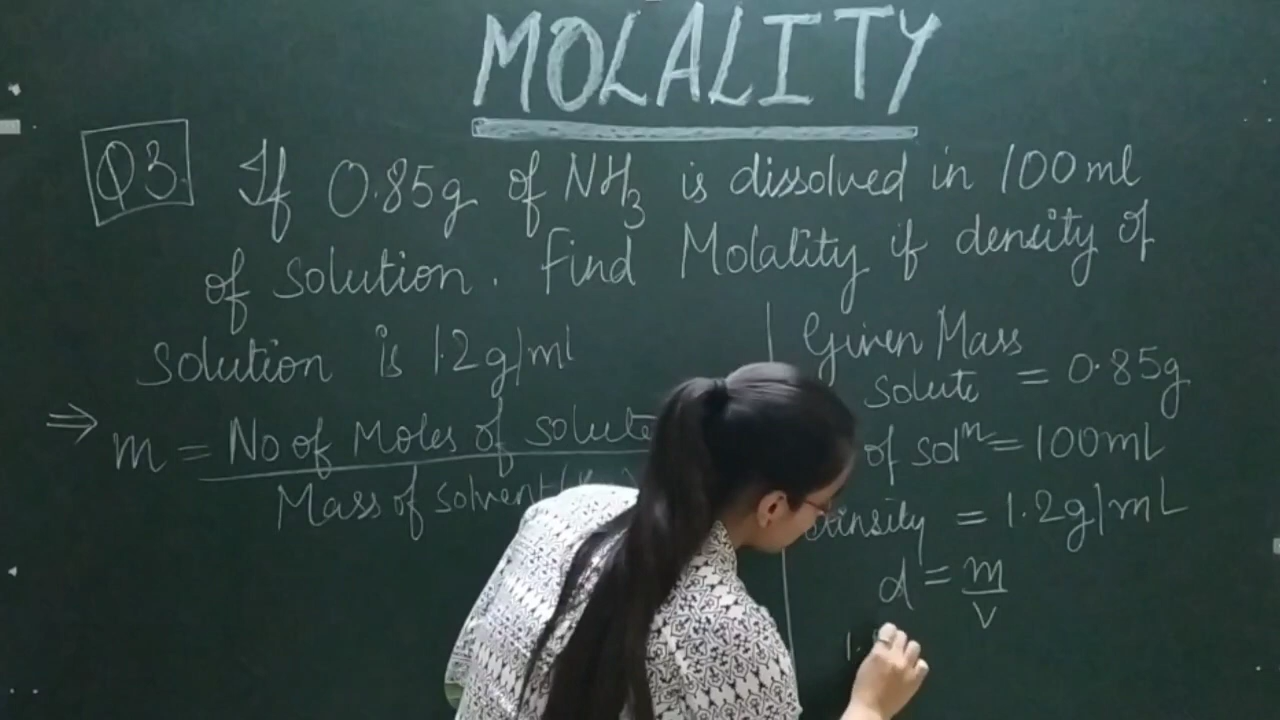 MOLALITY
Q3. If 0.85g of NH3 is dissolved in 100ml
of solution. Find Molality if density of
solution is 1.2g/ml
⇒ m = No of Moles of solute
Mass of solvent
Given Mass
solute = 0.85g
of solⁿ = 100mL
= 1.2g/mL
d = m
v
1.